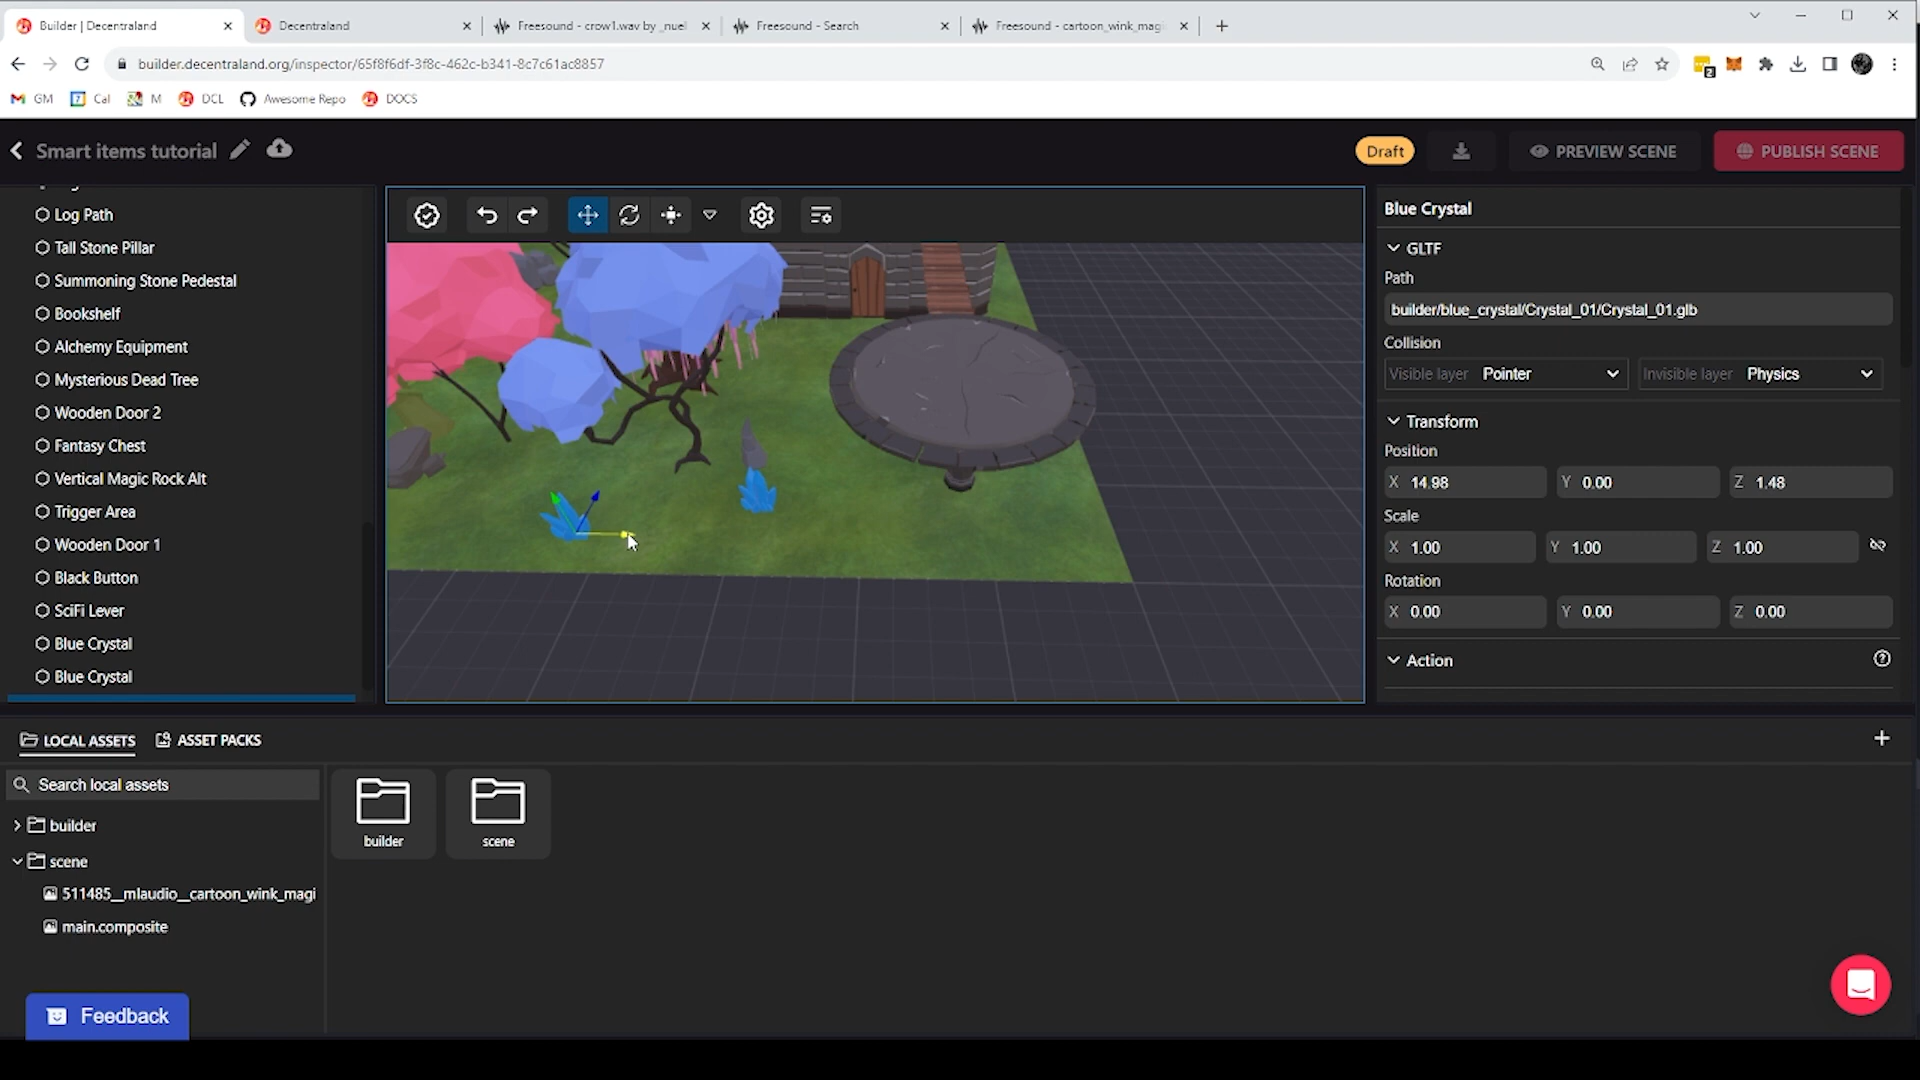 Builder | Decentraland
Decentraland
Freesound - crow1.wav by _nuel
Freesound - Search
Freesound - cartoon_wink_magi
builder.decentraland.org/inspector/65f8f6df-3f8c-462c-b341-8c7c61ac8857
2
GM
7
Cal
M
DCL
Awesome Repo
DOCS
Smart items tutorial
Draft
PREVIEW SCENE
PUBLISH SCENE
Log Path
Tall Stone Pillar
Summoning Stone Pedestal
Bookshelf
Alchemy Equipment
Mysterious Dead Tree
Wooden Door 2
Fantasy Chest
Vertical Magic Rock Alt
Trigger Area
Wooden Door 1
Black Button
SciFi Lever
Blue Crystal
Blue Crystal
Blue Crystal
GLTF
Path
builder/blue_crystal/Crystal_01/Crystal_01.glb
Collision
Visible layer Pointer
Invisible layer Physics
Transform
Position
X 14.98
Y 0.00
Z 1.48
Scale
X 1.00
Y 1.00
Z 1.00
Rotation
X 0.00
Y 0.00
Z 0.00
Action
LOCAL ASSETS
ASSET PACKS
Search local assets
builder
scene
511485__mlaudio__cartoon_wink_magi
main.composite
builder
scene
Feedback